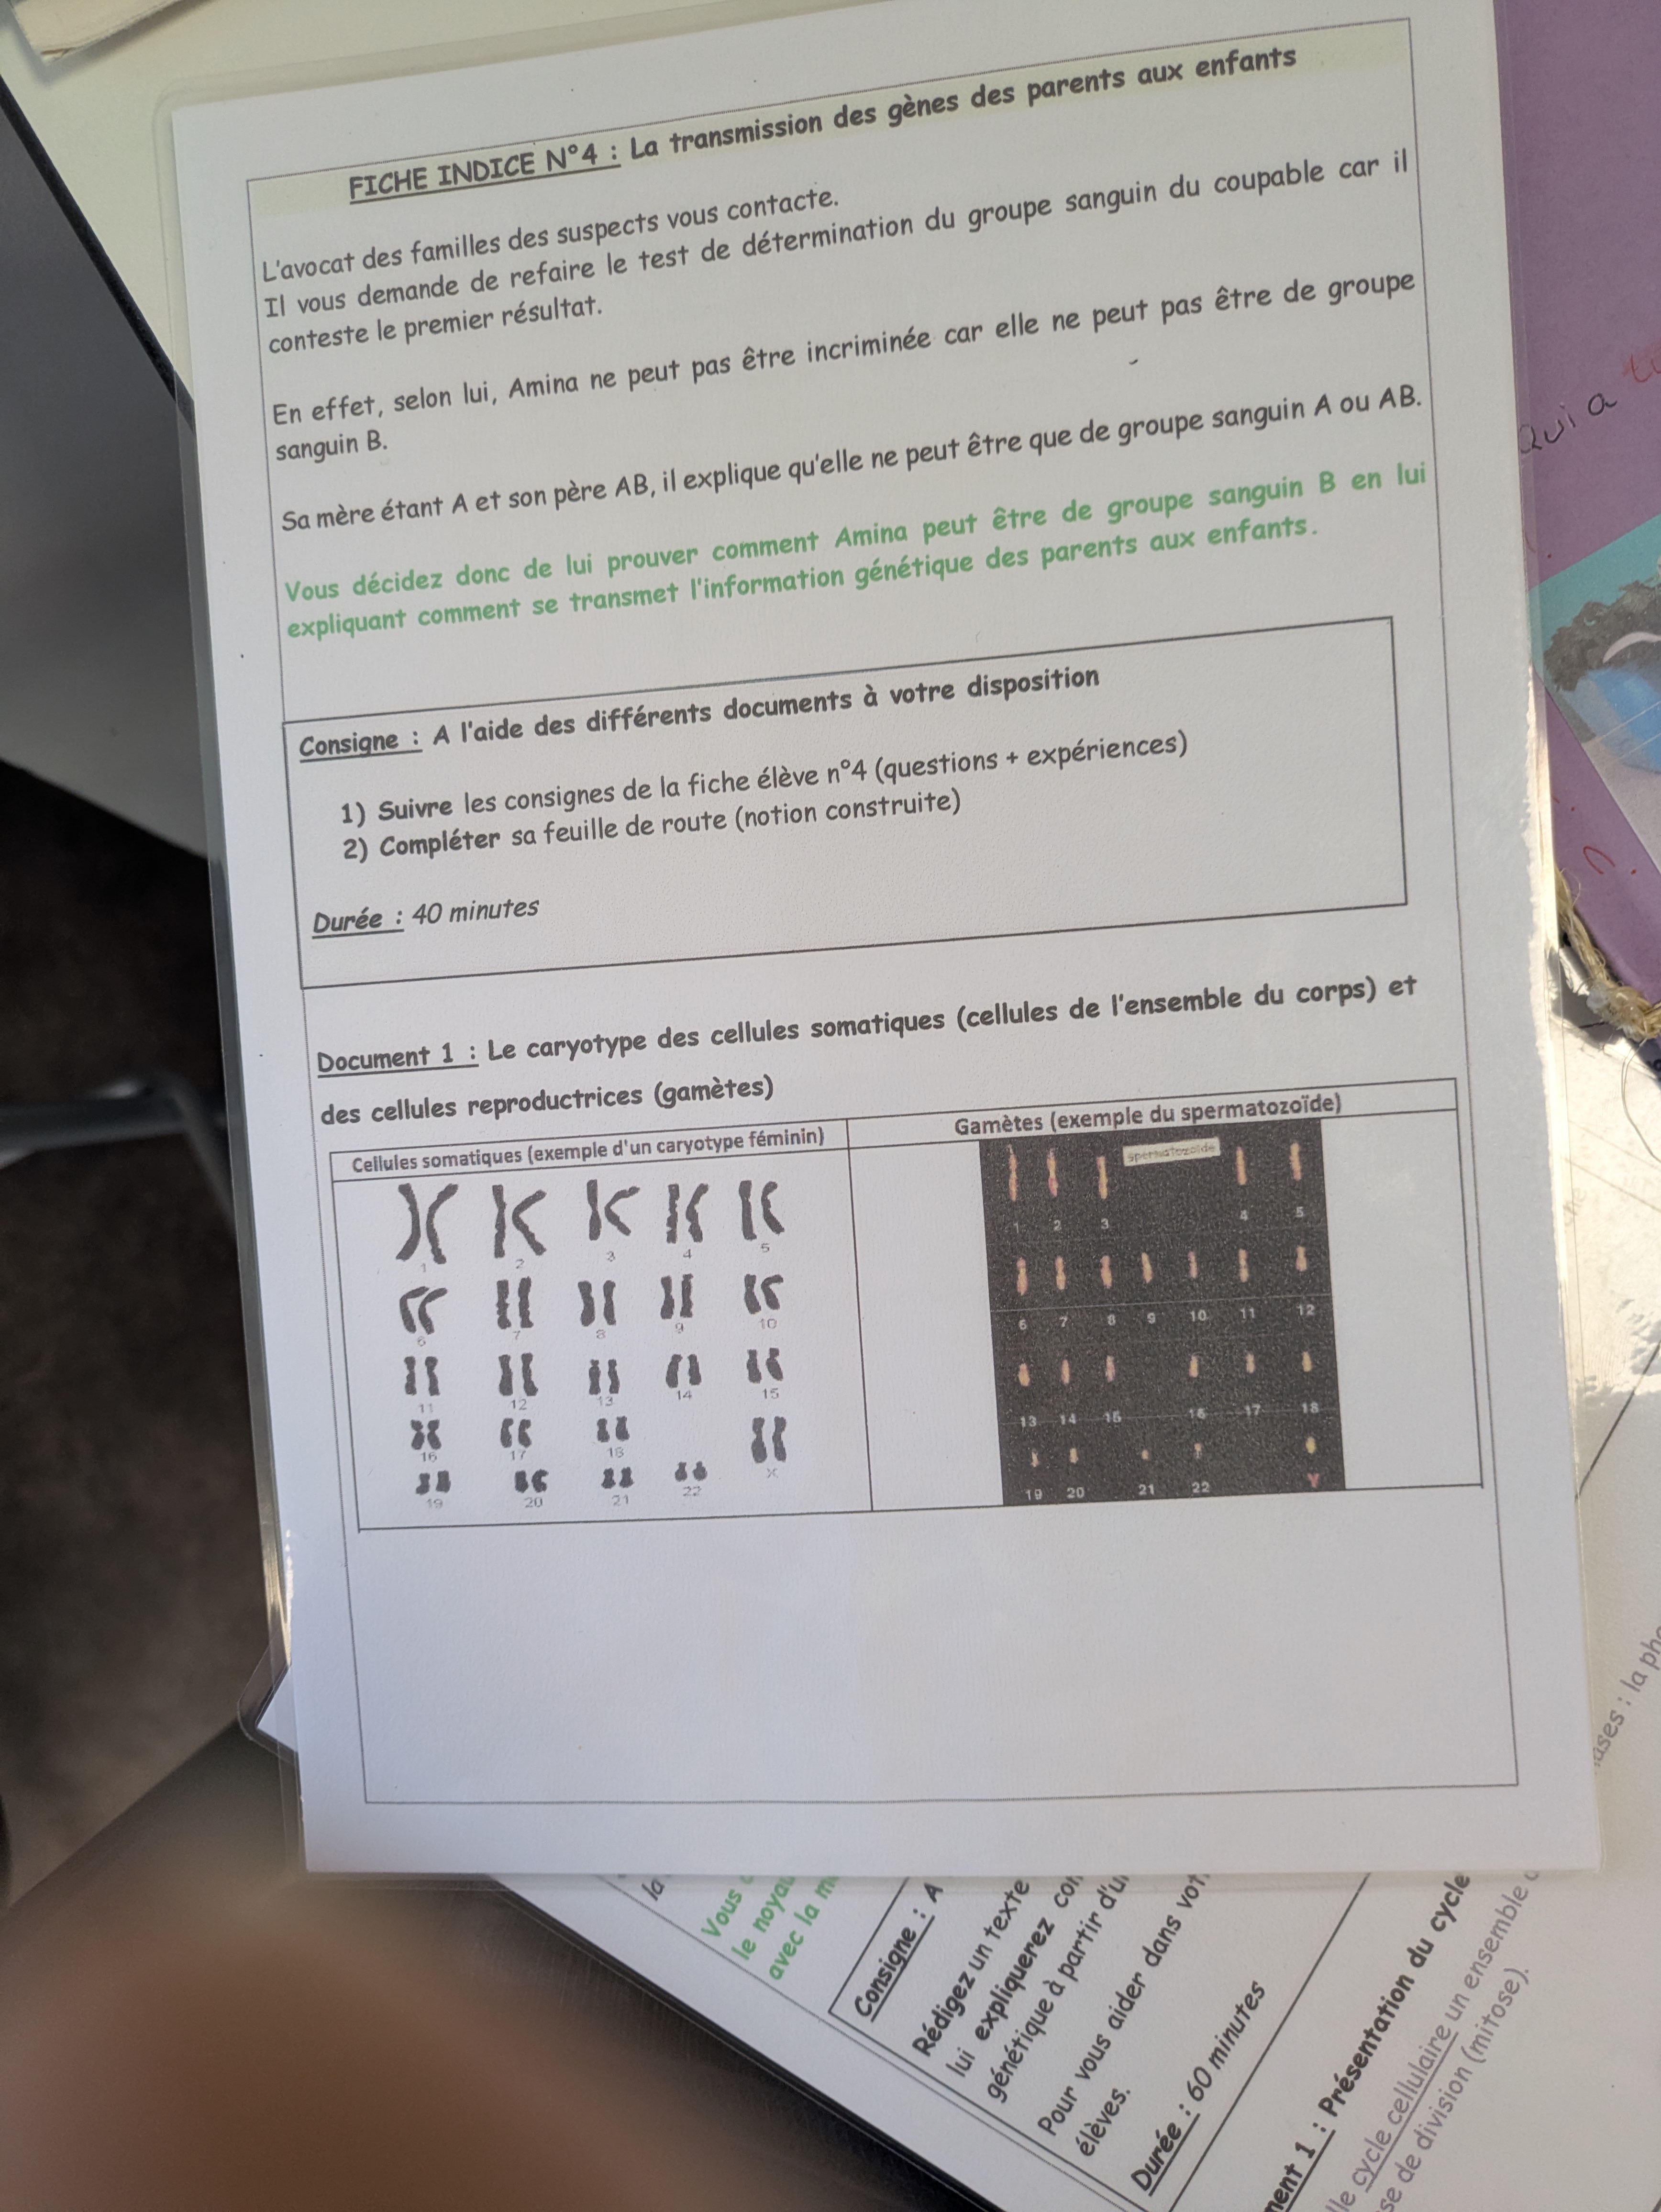 FICHE INDICE N°4 : La transmission des gènes des parents aux enfants
L'avocat des familles des suspects vous contacte.
Il vous demande de refaire le test de détermination du groupe sanguin du coupable car il
conteste le premier résultat.
En effet, selon lui, Amina ne peut pas être incriminée car elle ne peut pas être de groupe
sanguin B.
Sa mère étant A et son père AB, il explique qu'elle ne peut être que de groupe sanguin A ou AB.
Vous décidez donc de lui prouver comment Amina peut être de groupe sanguin B en lui
expliquant comment se transmet l'information génétique des parents aux enfants.
Consigne : A l'aide des différents documents à votre disposition
1) Suivre les consignes de la fiche élève n°4 (questions + expériences)
2) Compléter sa feuille de route (notion construite)
Durée : 40 minutes
Document 1 : Le caryotype des cellules somatiques (cellules de l'ensemble du corps) et
des cellules reproductrices (gamètes)
Cellules somatiques (exemple d'un caryotype féminin)
1 2 3 4 5
6 7 8 9 10
11 12 13 14 15
16 17 18
19 20 21 22 X
Gamètes (exemple du spermatozoïde)
spermatozoïde
1 2 3 4 5
6 7 8 9 10 11 12
13 14 15 16 17 18
19 20 21 22 Y
Qui a
la
Vous
le noyau
avec la
Consigne : A
Rédigez un texte
lui expliquerez
génétique à partir d'u
Pour vous aider dans vot
élèves.
Durée : 60 minutes
ment 1 : Présentation du cycle
lle cycle cellulaire un ensemble
se de division (mitose).
ases : la pha